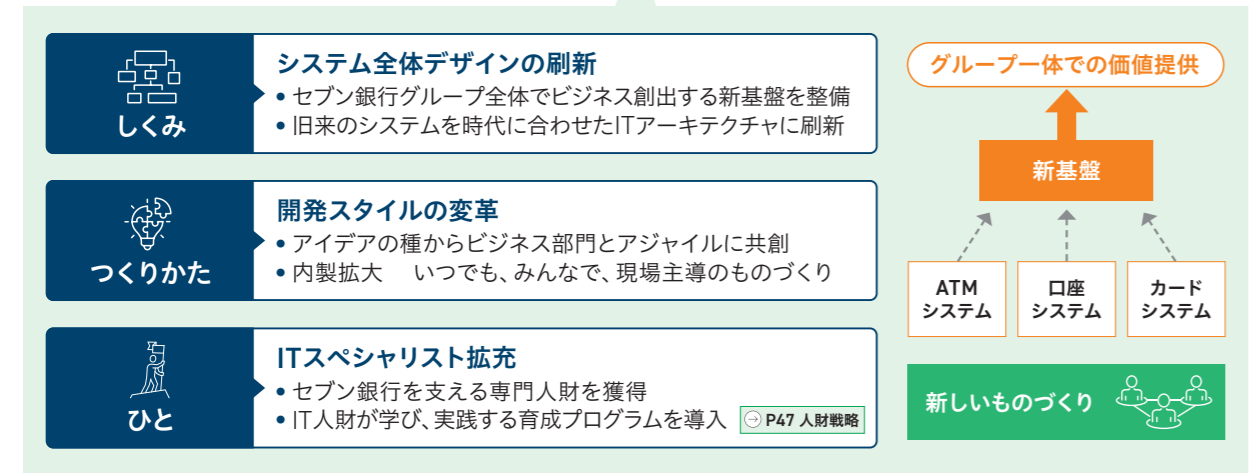 しくみ
システム全体デザインの刷新
• セブン銀行グループ全体でビジネス創出する新基盤を整備
• 旧来のシステムを時代に合わせたITアーキテクチャに刷新
つくりかた
開発スタイルの変革
• アイデアの種からビジネス部門とアジャイルに共創
• 内製拡大　いつでも、みんなで、現場主導のものづくり
ひと
ITスペシャリスト拡充
• セブン銀行を支える専門人財を獲得
• IT人財が学び、実践する育成プログラムを導入
P47 人財戦略
グループ一体での価値提供
新基盤
ATM
システム
口座
システム
カード
システム
新しいものづくり